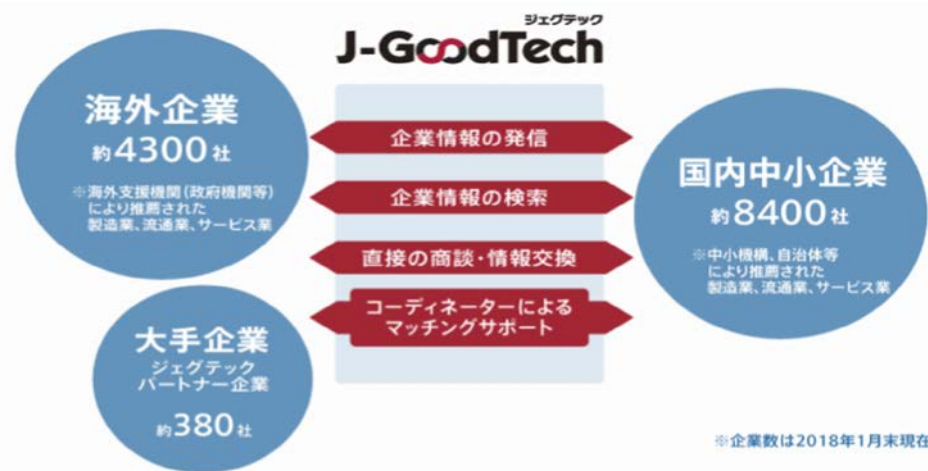 ジェグテック
J-GoodTech
海外企業
約4300社
※海外支援機関(政府機関等)
により推薦された
製造業、流通業、サービス業
大手企業
ジェグテック
パートナー企業
約380社
企業情報の発信
企業情報の検索
直接の商談・情報交換
コーディネーターによる
マッチングサポート
国内中小企業
約8400社
※中小機構、自治体等
により推薦された
製造業、流通業、サービス業
※企業数は2018年1月末現在